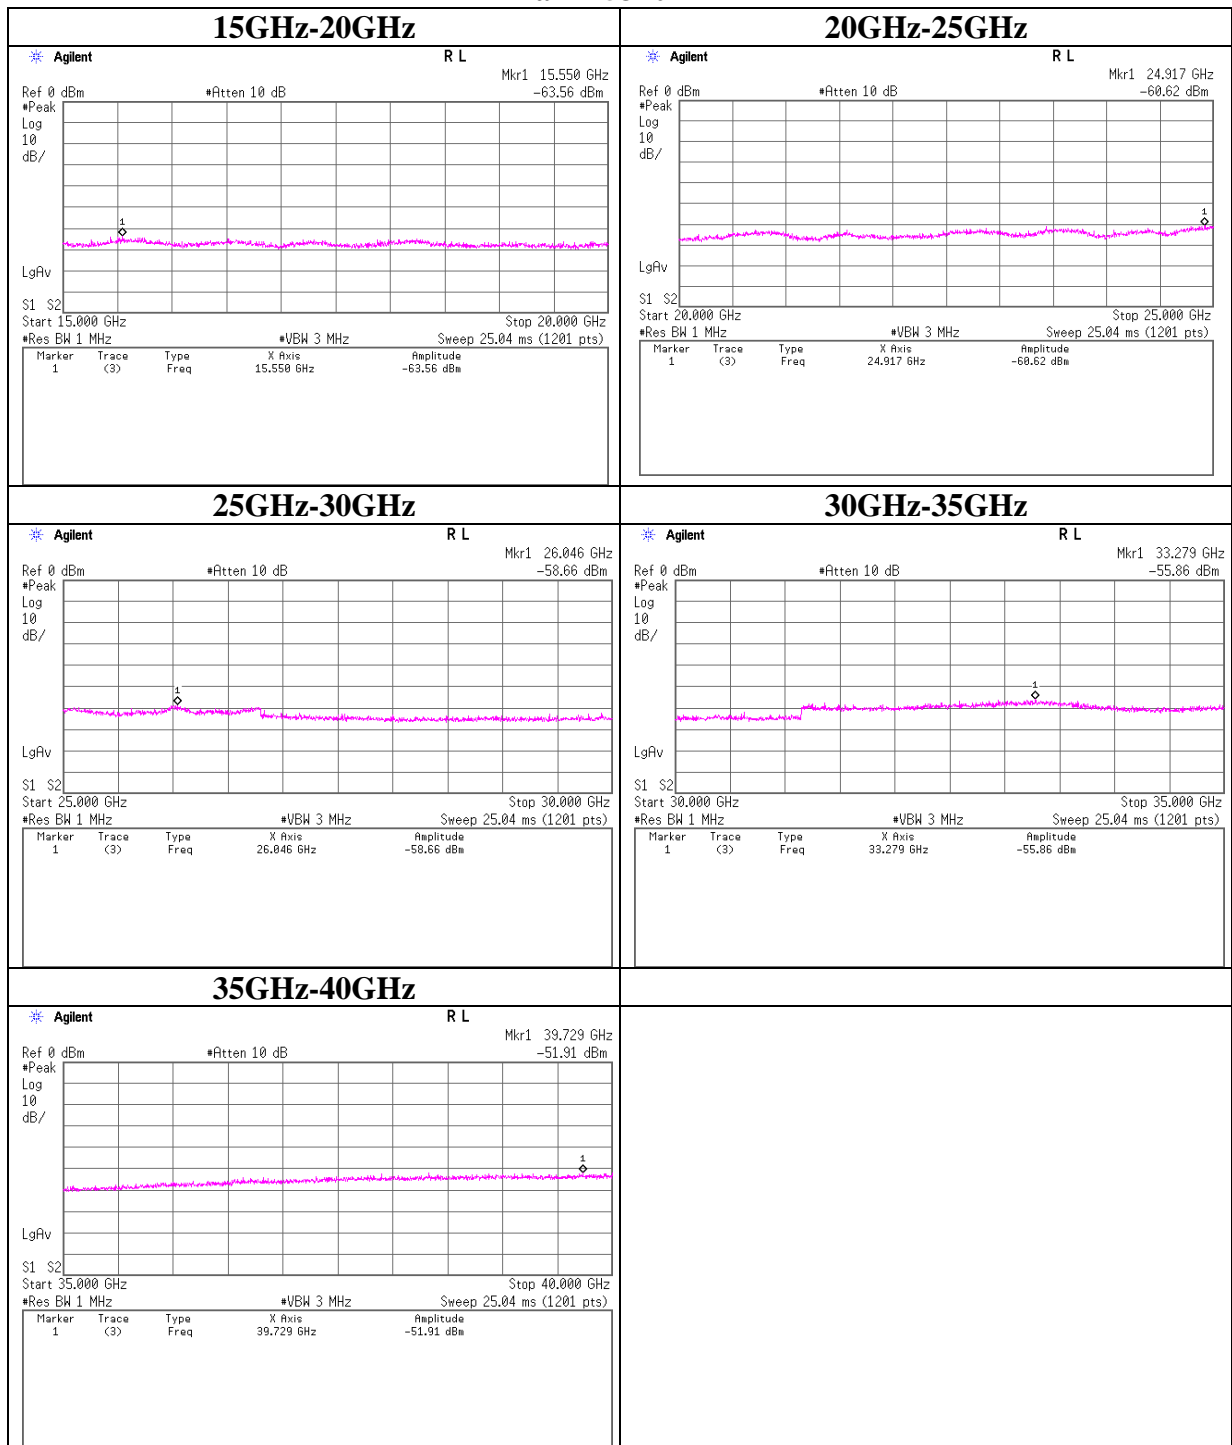 15GHz-20GHz
Agilent R L
Mkr1 15.550 GHz
Ref 0 dBm #Atten 10 dB -63.56 dBm
#Peak
Log
10
dB/
1
LgAv
S1 S2
Start 15.000 GHz Stop 20.000 GHz
#Res BW 1 MHz #VBW 3 MHz Sweep 25.04 ms (1201 pts)
Marker Trace Type X Axis Amplitude
1 (3) Freq 15.550 GHz -63.56 dBm
20GHz-25GHz
Agilent R L
Mkr1 24.917 GHz
Ref 0 dBm #Atten 10 dB -60.62 dBm
#Peak
Log
10
dB/
1
LgAv
S1 S2
Start 20.000 GHz Stop 25.000 GHz
#Res BW 1 MHz #VBW 3 MHz Sweep 25.04 ms (1201 pts)
Marker Trace Type X Axis Amplitude
1 (3) Freq 24.917 GHz -60.62 dBm
25GHz-30GHz
Agilent R L
Mkr1 26.046 GHz
Ref 0 dBm #Atten 10 dB -58.66 dBm
#Peak
Log
10
dB/
1
LgAv
S1 S2
Start 25.000 GHz Stop 30.000 GHz
#Res BW 1 MHz #VBW 3 MHz Sweep 25.04 ms (1201 pts)
Marker Trace Type X Axis Amplitude
1 (3) Freq 26.046 GHz -58.66 dBm
30GHz-35GHz
Agilent R L
Mkr1 33.279 GHz
Ref 0 dBm #Atten 10 dB -55.86 dBm
#Peak
Log
10
dB/
1
LgAv
S1 S2
Start 30.000 GHz Stop 35.000 GHz
#Res BW 1 MHz #VBW 3 MHz Sweep 25.04 ms (1201 pts)
Marker Trace Type X Axis Amplitude
1 (3) Freq 33.279 GHz -55.86 dBm
35GHz-40GHz
Agilent R L
Mkr1 39.729 GHz
Ref 0 dBm #Atten 10 dB -51.91 dBm
#Peak
Log
10
dB/
1
LgAv
S1 S2
Start 35.000 GHz Stop 40.000 GHz
#Res BW 1 MHz #VBW 3 MHz Sweep 25.04 ms (1201 pts)
Marker Trace Type X Axis Amplitude
1 (3) Freq 39.729 GHz -51.91 dBm